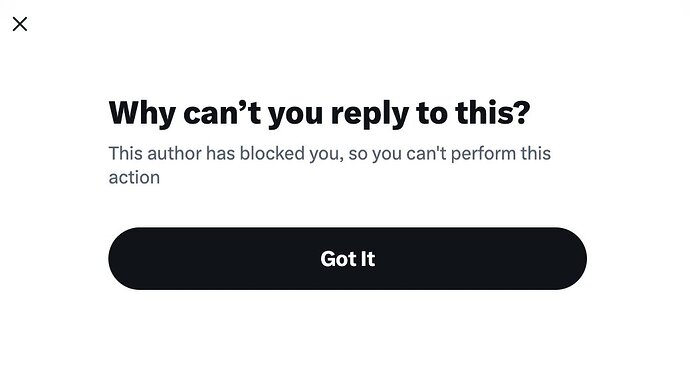 Why can’t you reply to this?
This author has blocked you, so you can't perform this
action
Got It